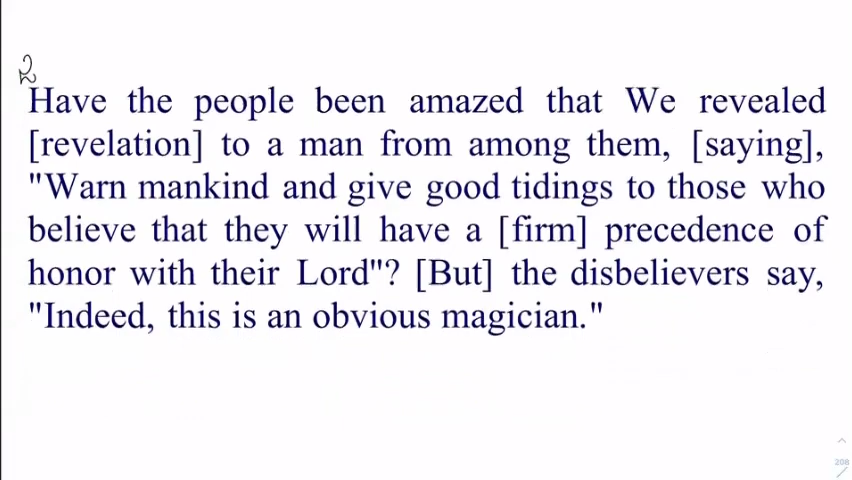 2
Have the people been amazed that We revealed
[revelation] to a man from among them, [saying],
"Warn mankind and give good tidings to those who
believe that they will have a [firm] precedence of
honor with their Lord"? [But] the disbelievers say,
"Indeed, this is an obvious magician."
208